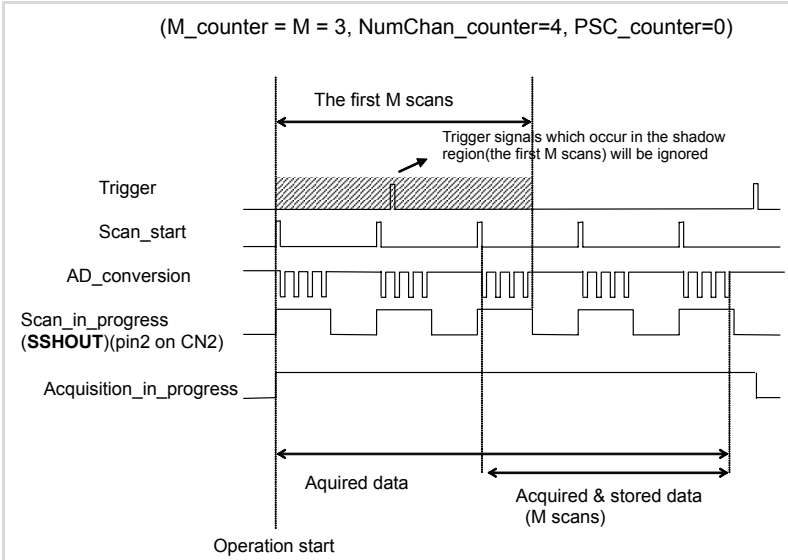 (M_counter = M = 3, NumChan_counter=4, PSC_counter=0)
The first M scans
Trigger signals which occur in the shadow
region(the first M scans) will be ignored
Trigger
Scan_start
AD_conversion
Scan_in_progress
(SSHOUT)(pin2 on CN2)
Acquisition_in_progress
Aquired data
Acquired & stored data
(M scans)
Operation start